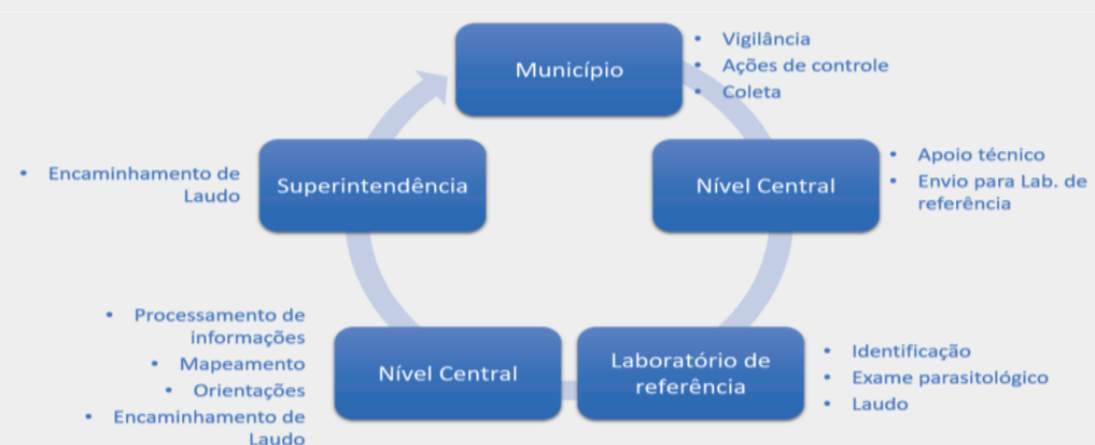 Município
• Vigilância
• Ações de controle
• Coleta
Nível Central
• Apoio técnico
• Envio para Lab. de
referência
Laboratório de
referência
• Identificação
• Exame parasitológico
• Laudo
Nível Central
• Processamento de
informações
• Mapeamento
• Orientações
• Encaminhamento de
Laudo
Superintendência
• Encaminhamento de
Laudo